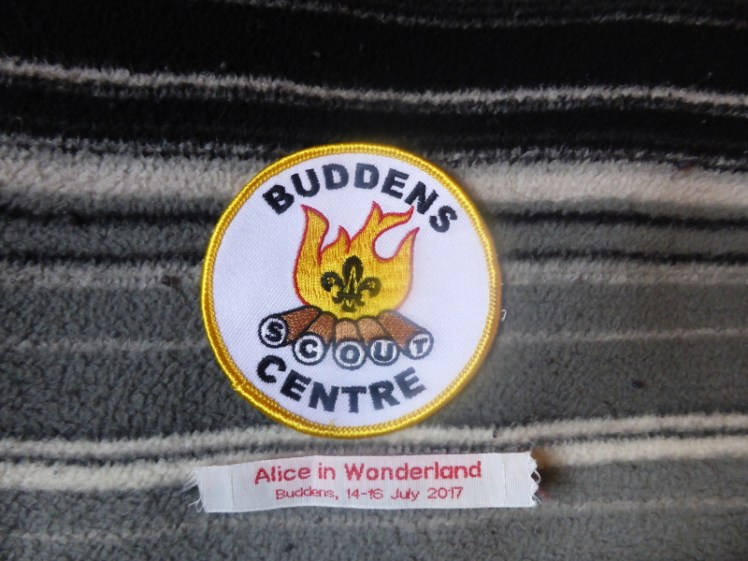 BUDDENS
SCOUT
CENTRE
Alice in Wonderland
Buddens, 14-16 July 2017